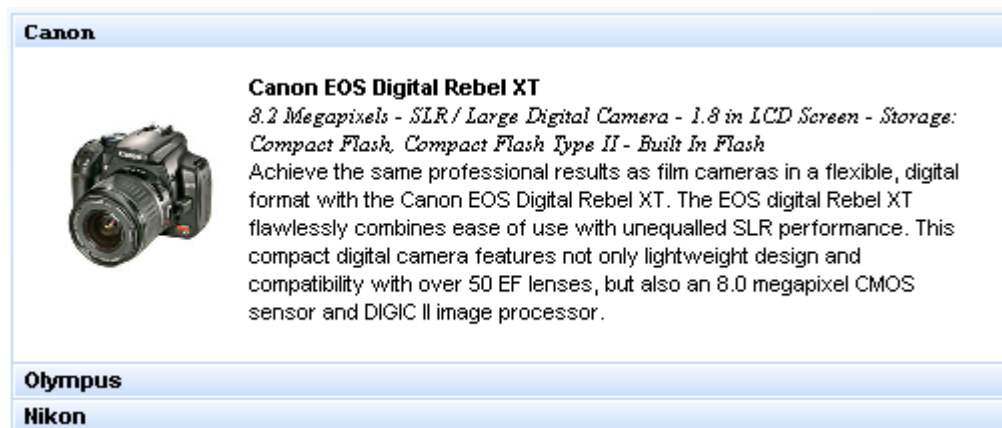 Canon
Canon EOS Digital Rebel XT
8.2 Megapixels - SLR / Large Digital Camera - 1.8 in LCD Screen - Storage:
Compact Flash, Compact Flash Type II - Built In Flash
Achieve the same professional results as film cameras in a flexible, digital
format with the Canon EOS Digital Rebel XT. The EOS digital Rebel XT
flawlessly combines ease of use with unequalled SLR performance. This
compact digital camera features not only lightweight design and
compatibility with over 50 EF lenses, but also an 8.0 megapixel CMOS
sensor and DIGIC II image processor.
Olympus
Nikon